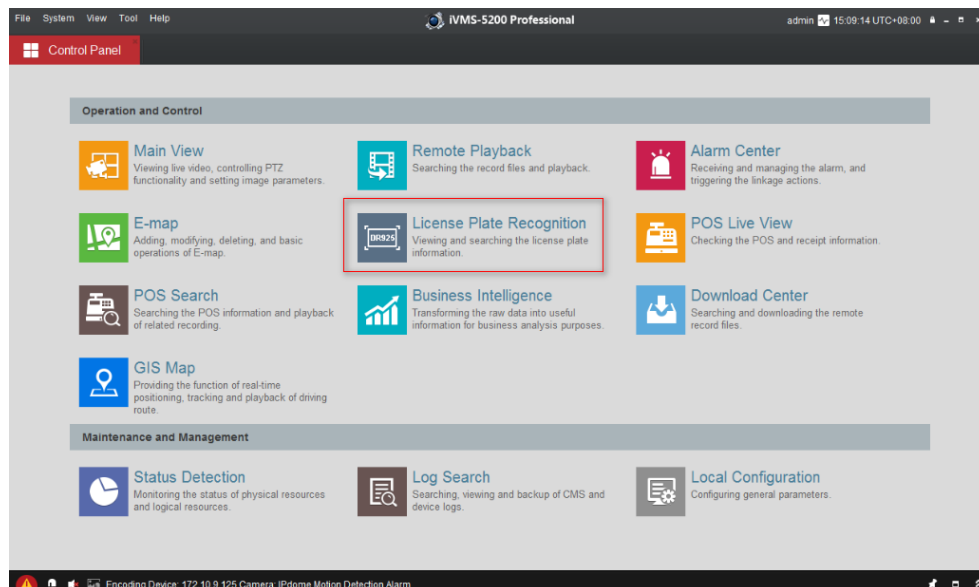 File System View Tool Help
iVMS-5200 Professional
admin 15:09:14 UTC+08:00
Control Panel
Operation and Control
Main View
Viewing live video, controlling PTZ
functionality and setting image parameters.
Remote Playback
Searching the record files and playback.
Alarm Center
Receiving and managing the alarm, and
triggering the linkage actions.
E-map
Adding, modifying, deleting, and basic
operations of E-map.
BR925
License Plate Recognition
Viewing and searching the license plate
information.
POS Live View
Checking the POS and receipt information.
POS Search
Searching the POS information and playback
of related recording.
Business Intelligence
Transforming the raw data into useful
information for business analysis purposes.
Download Center
Searching and downloading the remote
record files.
GIS Map
Providing the function of real-time
positioning, tracking and playback of driving
route.
Maintenance and Management
Status Detection
Monitoring the status of physical resources
and logical resources.
Log Search
Searching, viewing and backup of CMS and
device logs.
Local Configuration
Configuring general parameters.
Encoding Device: 172.10.9.125 Camera: IPdome Motion Detection Alarm